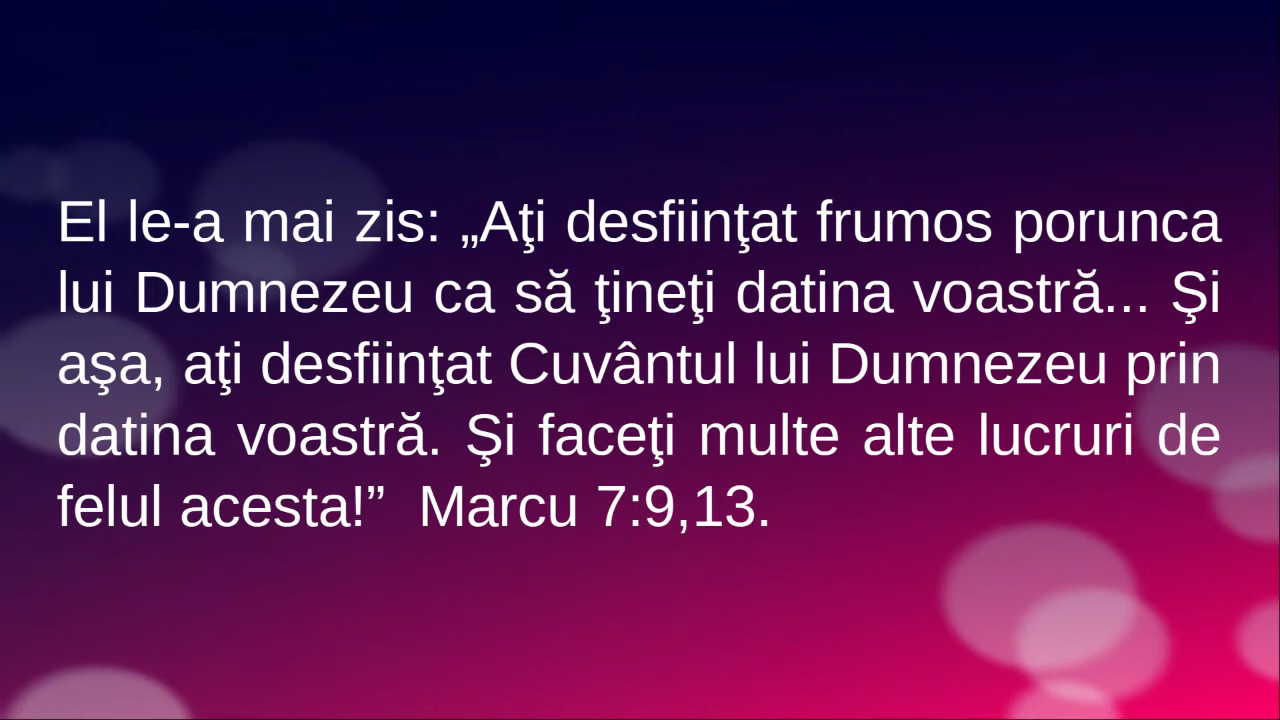 El le-a mai zis: „Aţi desfiinţat frumos porunca
lui Dumnezeu ca să ţineţi datina voastră... Şi
aşa, aţi desfiinţat Cuvântul lui Dumnezeu prin
datina voastră. Şi faceţi multe alte lucruri de
felul acesta!”  Marcu 7:9,13.